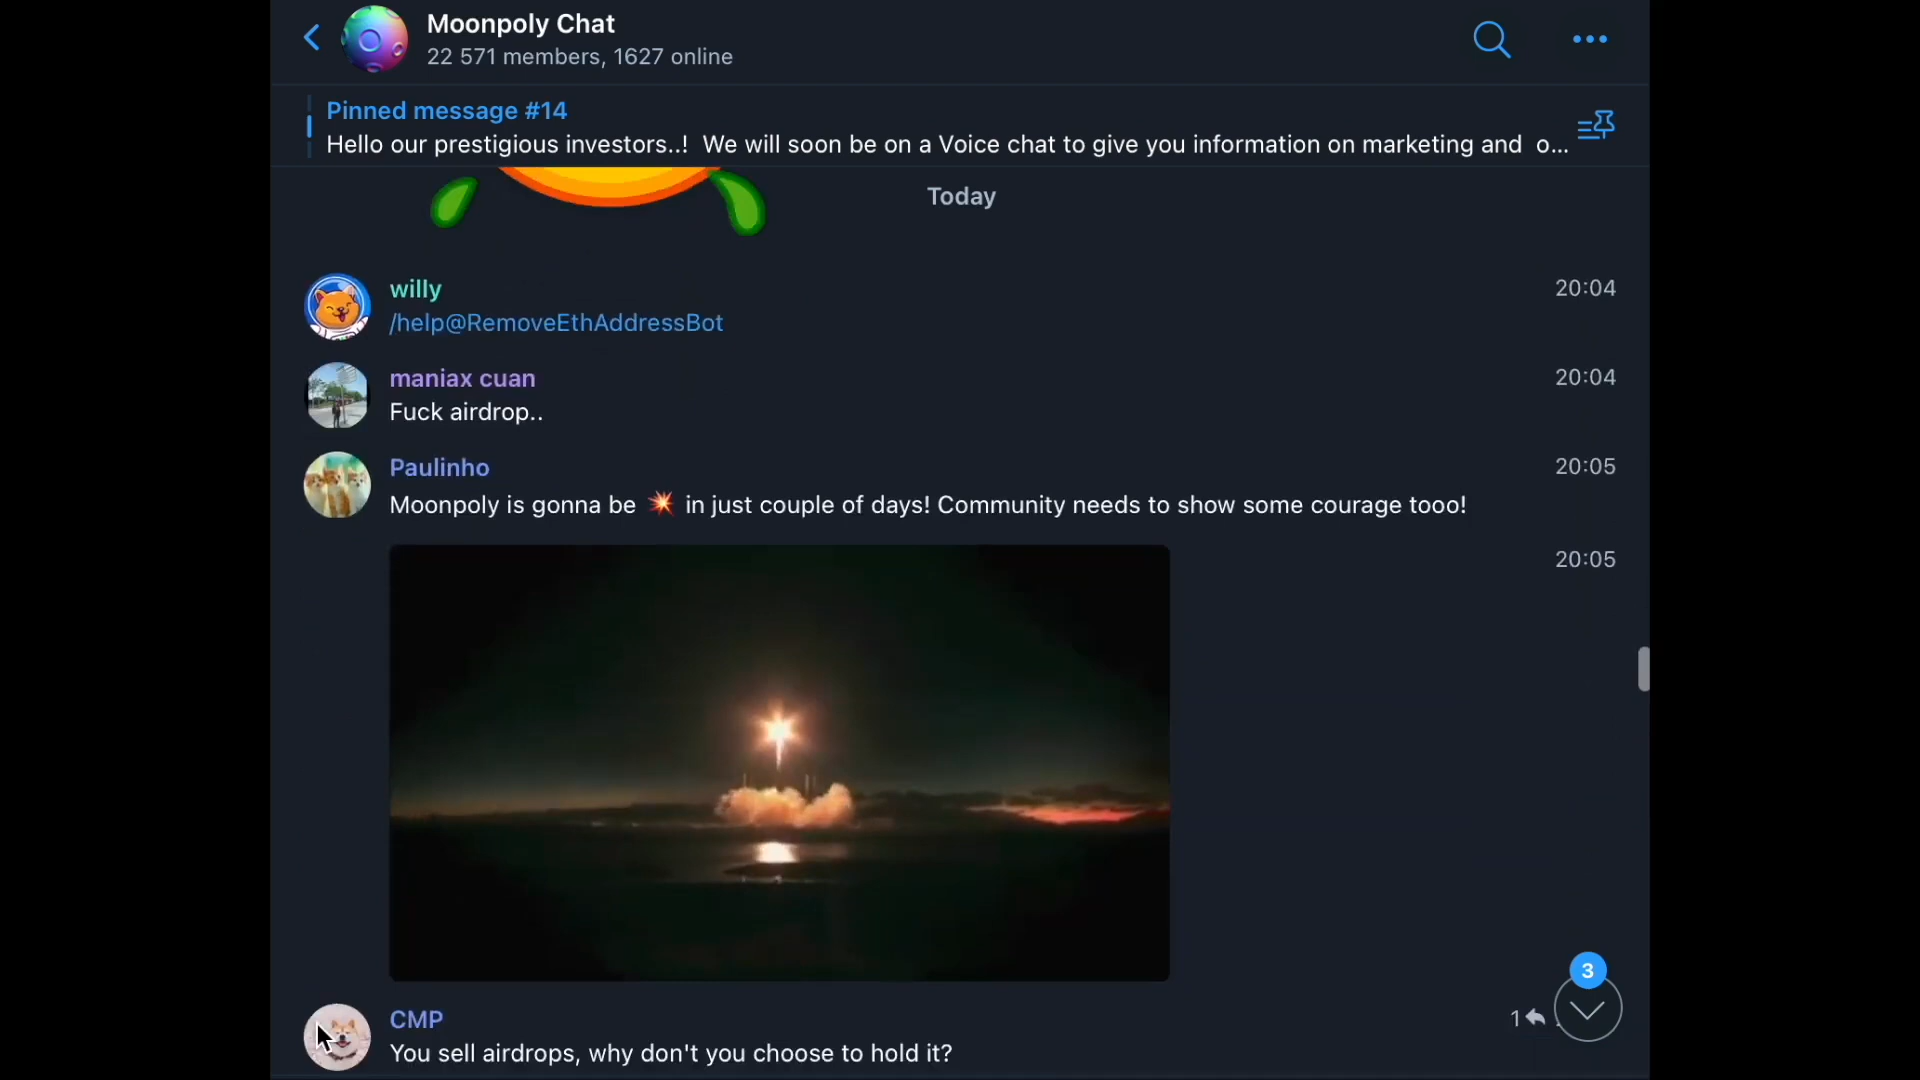 Moonpoly Chat
22 571 members, 1627 online
Pinned message #14
Hello our prestigious investors..! We will soon be on a Voice chat to give you information on marketing and o...
Today
willy
20:04
/help@RemoveEthAddressBot
maniax cuan
20:04
Fuck airdrop..
Paulinho
20:05
Moonpoly is gonna be 💥 in just couple of days! Community needs to show some courage tooo!
20:05
3
CMP
1
You sell airdrops, why don't you choose to hold it?